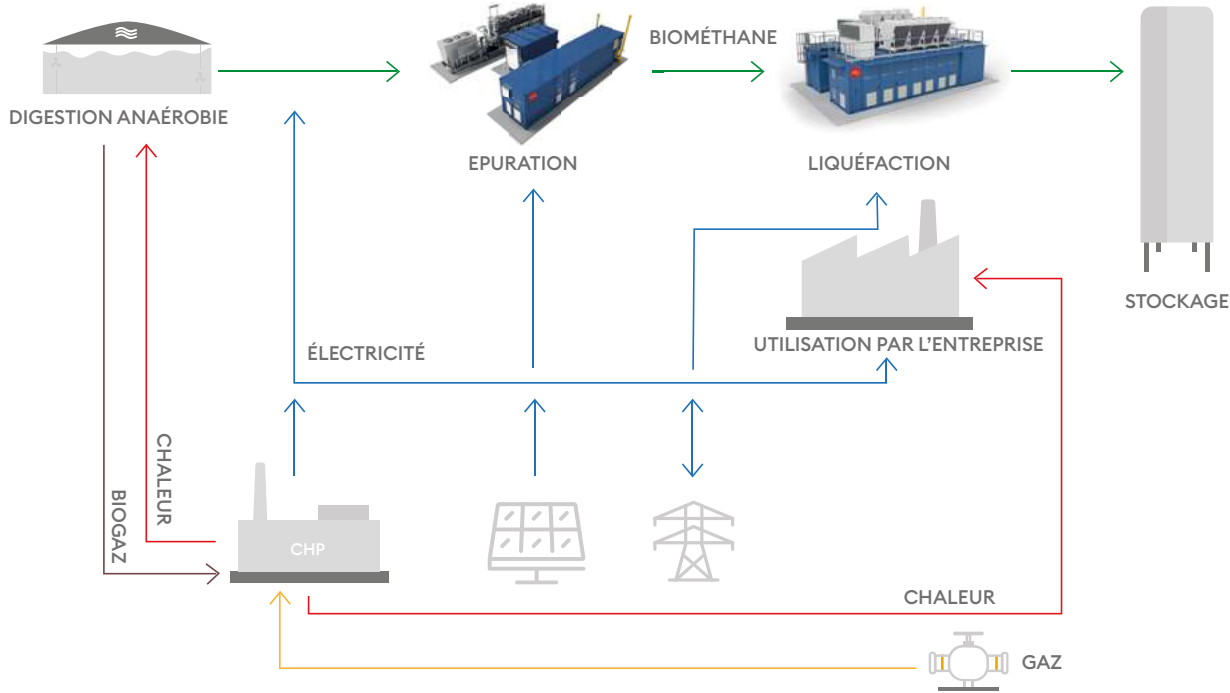 BIOMÉTHANE
DIGESTION ANAÉROBIE
EPURATION
LIQUÉFACTION
STOCKAGE
UTILISATION PAR L'ENTREPRISE
ÉLECTRICITÉ
CHALEUR
BIOGAZ
CHP
CHALEUR
GAZ